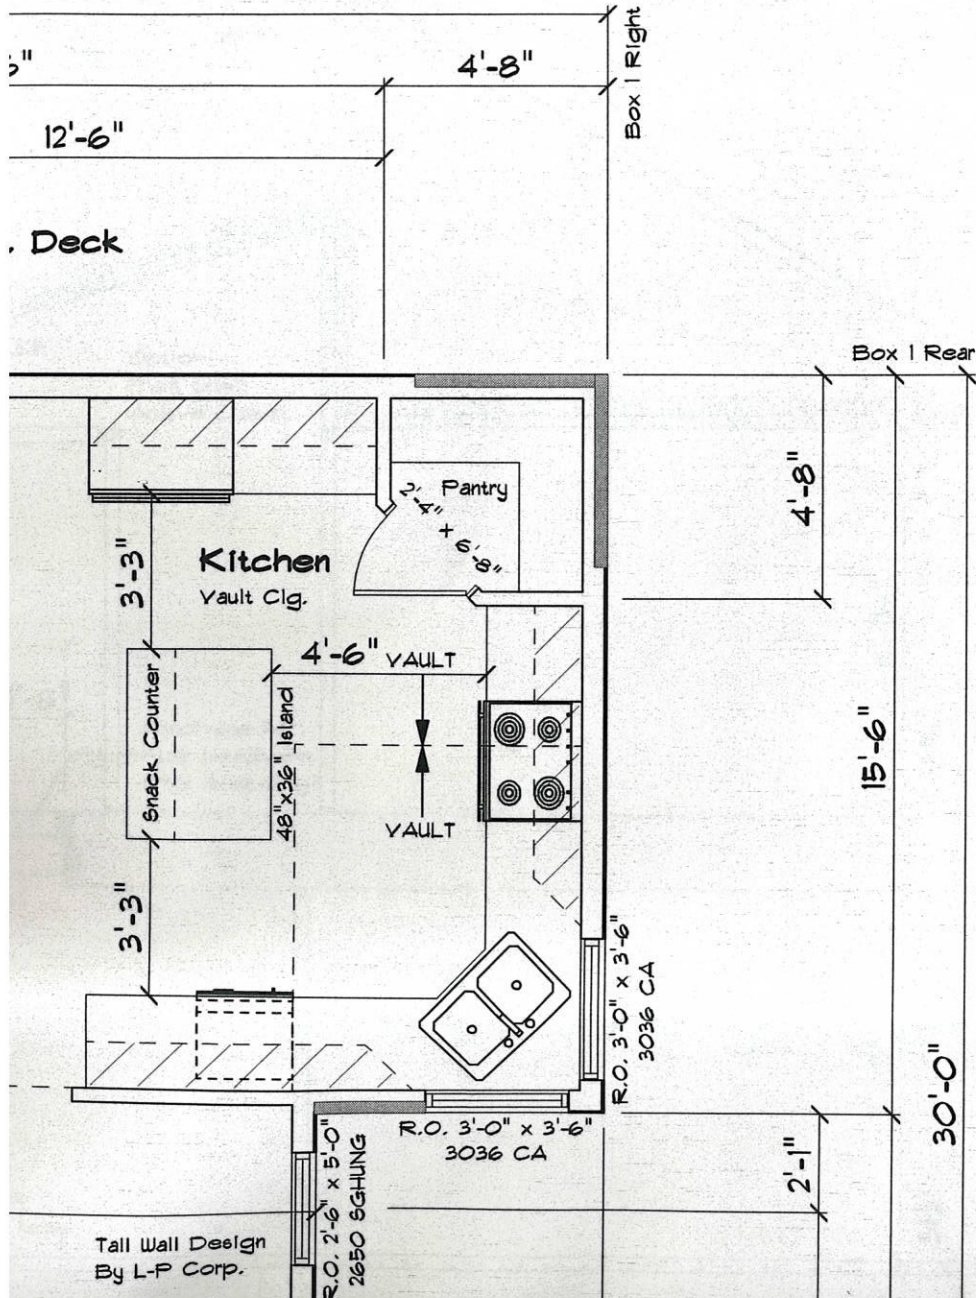 Box 1 Right
4'-8"
12'-6"
Deck
Box 1 Rear
4'-8"
Pantry
2'-4" x 6'-8"
Kitchen
Vault Clg.
3'-3"
4'-6"
VAULT
Snack Counter
48"x36" Island
VAULT
15'-6"
3'-3"
R.O. 3'-0" x 3'-6"
3036 CA
30'-0"
R.O. 3'-0" x 3'-6"
3036 CA
2'-1"
R.O. 2'-6" x 5'-0"
2650 SGHUNG
Tall Wall Design
By L-P Corp.